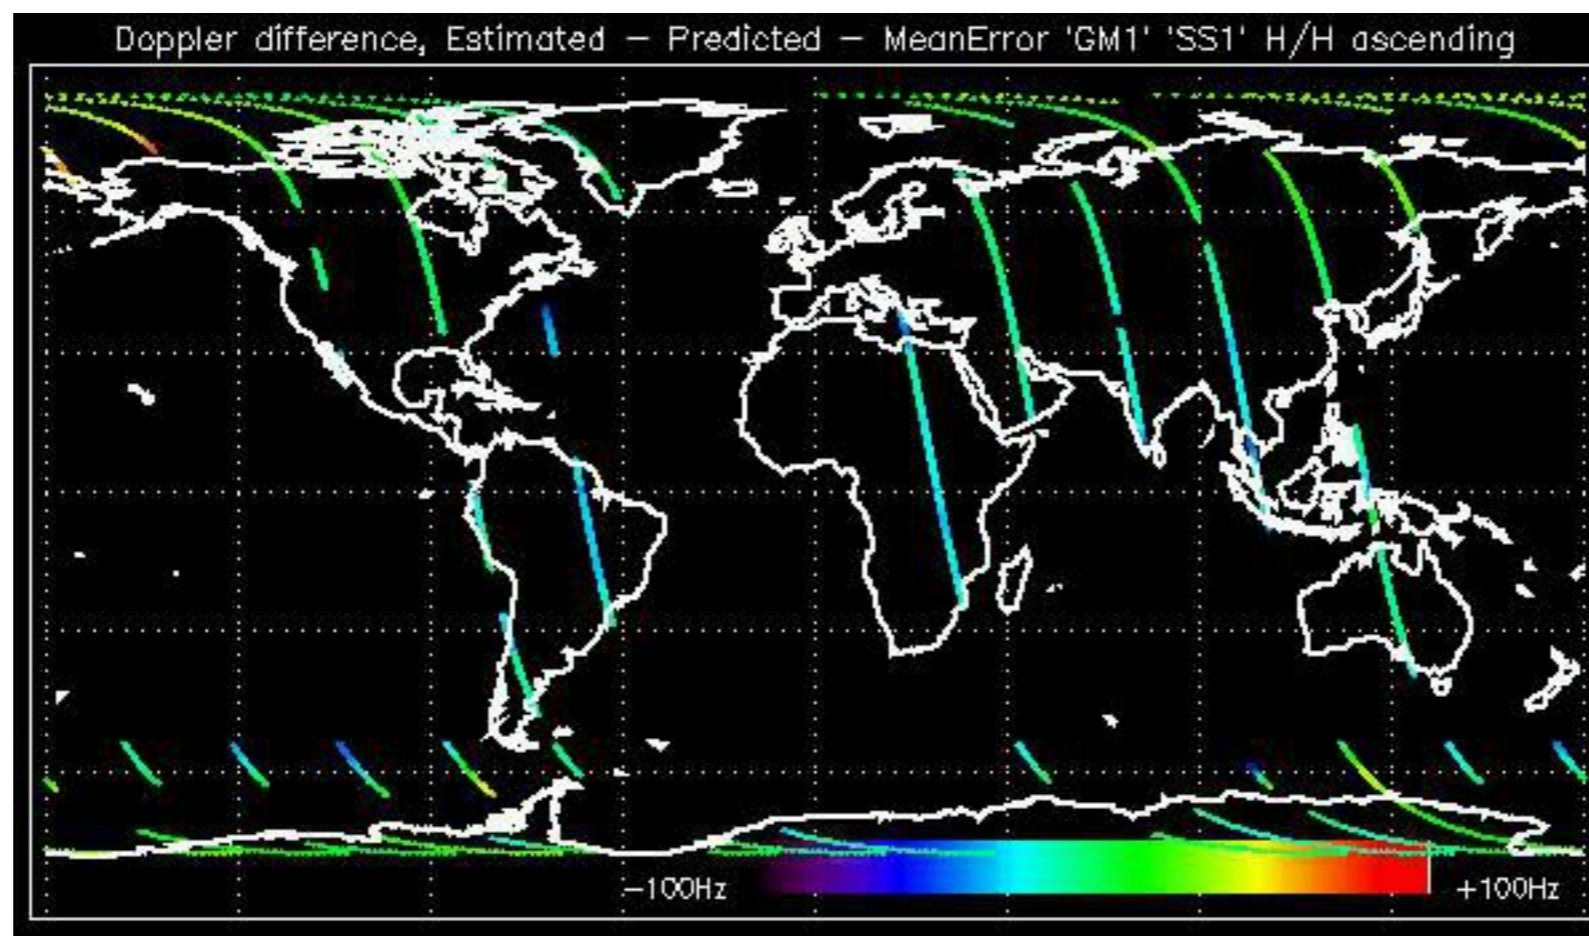 Doppler difference, Estimated – Predicted – MeanError 'GM1' 'SS1' H/H ascending
–100Hz
+100Hz